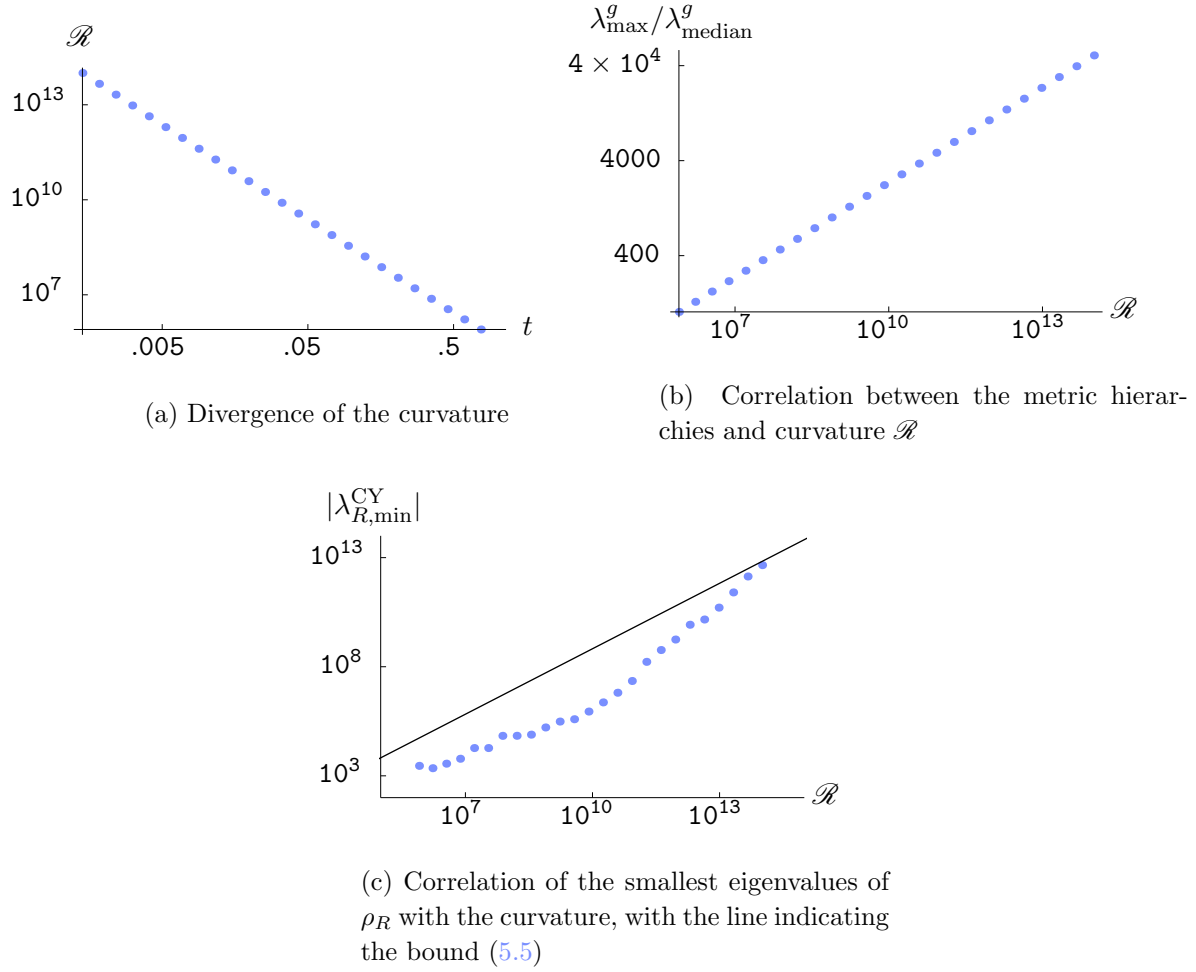 ℛ
10^13
10^10
10^7
.005 .05 .5
t
(a) Divergence of the curvature
λ^g_max/λ^g_median
4 × 10^4
4000
400
10^7 10^10 10^13
ℛ
(b) Correlation between the metric hierar-
chies and curvature ℛ
|λ^CY_R,min|
10^13
10^8
10^3
10^7 10^10 10^13
ℛ
(c) Correlation of the smallest eigenvalues of
ρ_R with the curvature, with the line indicating
the bound (5.5)